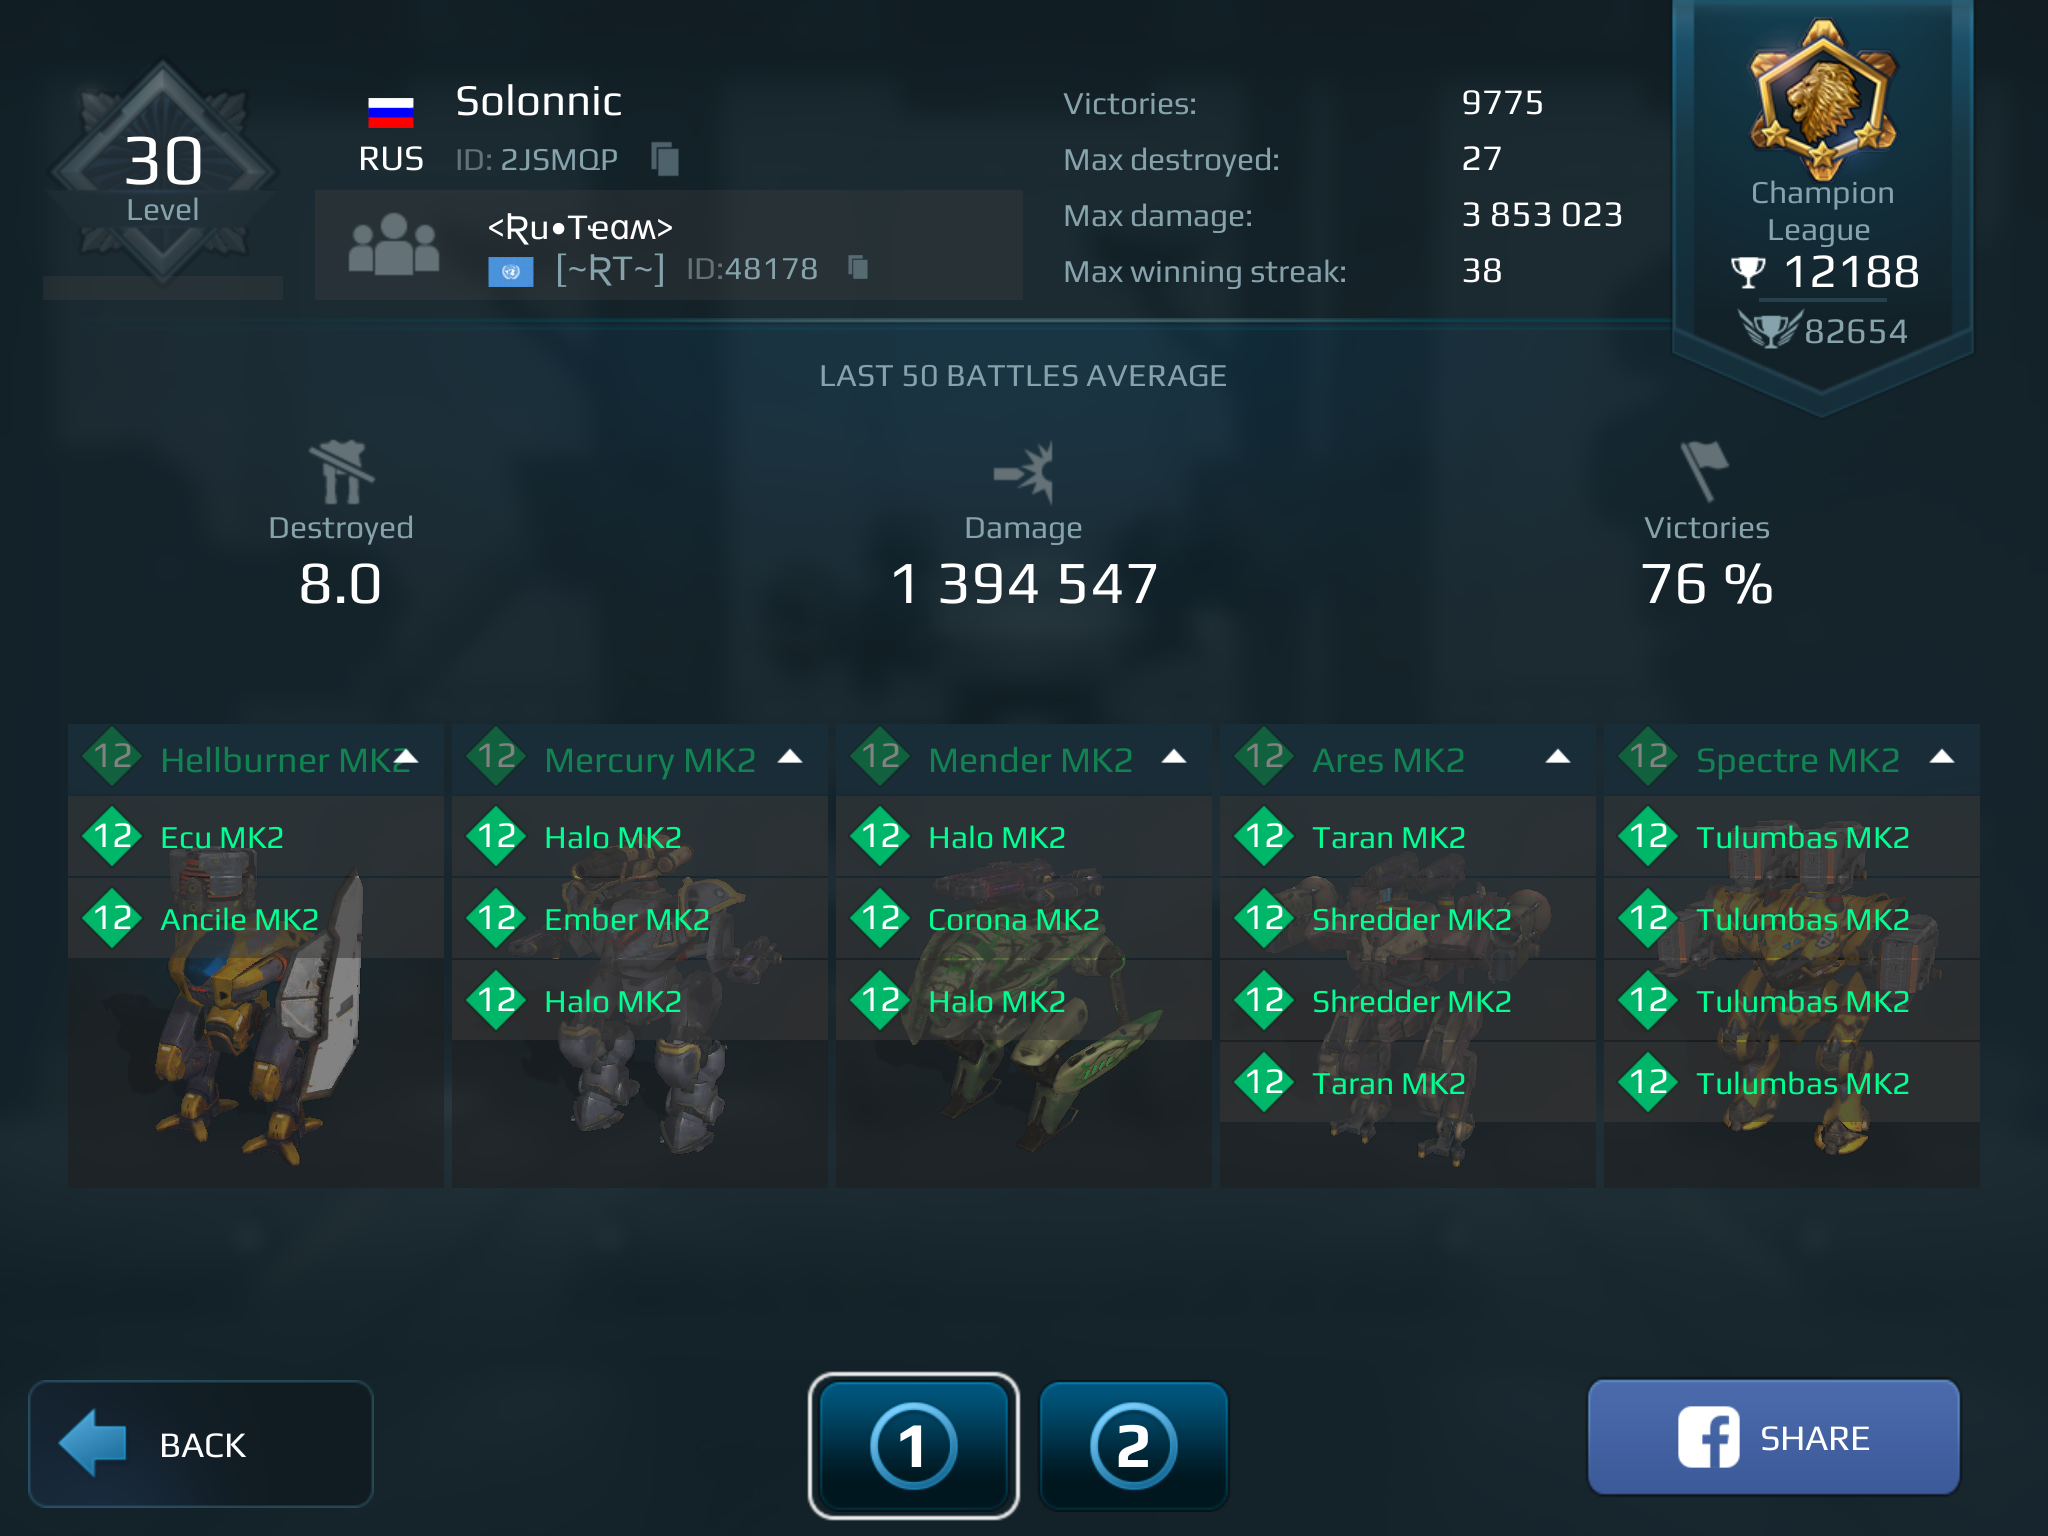 30
Level
Solonnic
RUS
ID: 2JSMQP
<Ʀu•Tҽαʍ>
[~ƦT~] ID:48178
Victories: 9775
Max destroyed: 27
Max damage: 3 853 023
Max winning streak: 38
Champion
League
12188
82654
LAST 50 BATTLES AVERAGE
Destroyed
8.0
Damage
1 394 547
Victories
76 %
12 Hellburner MK2
12 Ecu MK2
12 Ancile MK2
12 Mercury MK2
12 Halo MK2
12 Ember MK2
12 Halo MK2
12 Mender MK2
12 Halo MK2
12 Corona MK2
12 Halo MK2
12 Ares MK2
12 Taran MK2
12 Shredder MK2
12 Shredder MK2
12 Taran MK2
12 Spectre MK2
12 Tulumbas MK2
12 Tulumbas MK2
12 Tulumbas MK2
12 Tulumbas MK2
BACK
1
2
SHARE